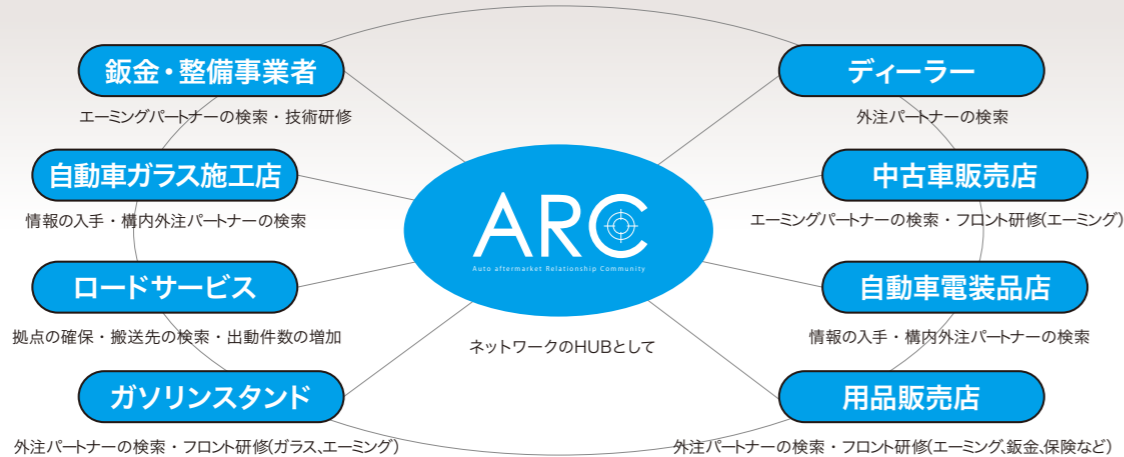 鈑金・整備事業者
エーミングパートナーの検索・技術研修
自動車ガラス施工店
情報の入手・構内外注パートナーの検索
ロードサービス
拠点の確保・搬送先の検索・出動件数の増加
ガソリンスタンド
外注パートナーの検索・フロント研修(ガラス、エーミング)
ARC
Auto aftermarket Relationship Community
ネットワークのHUBとして
ディーラー
外注パートナーの検索
中古車販売店
エーミングパートナーの検索・フロント研修(エーミング)
自動車電装品店
情報の入手・構内外注パートナーの検索
用品販売店
外注パートナーの検索・フロント研修(エーミング、鈑金、保険など)